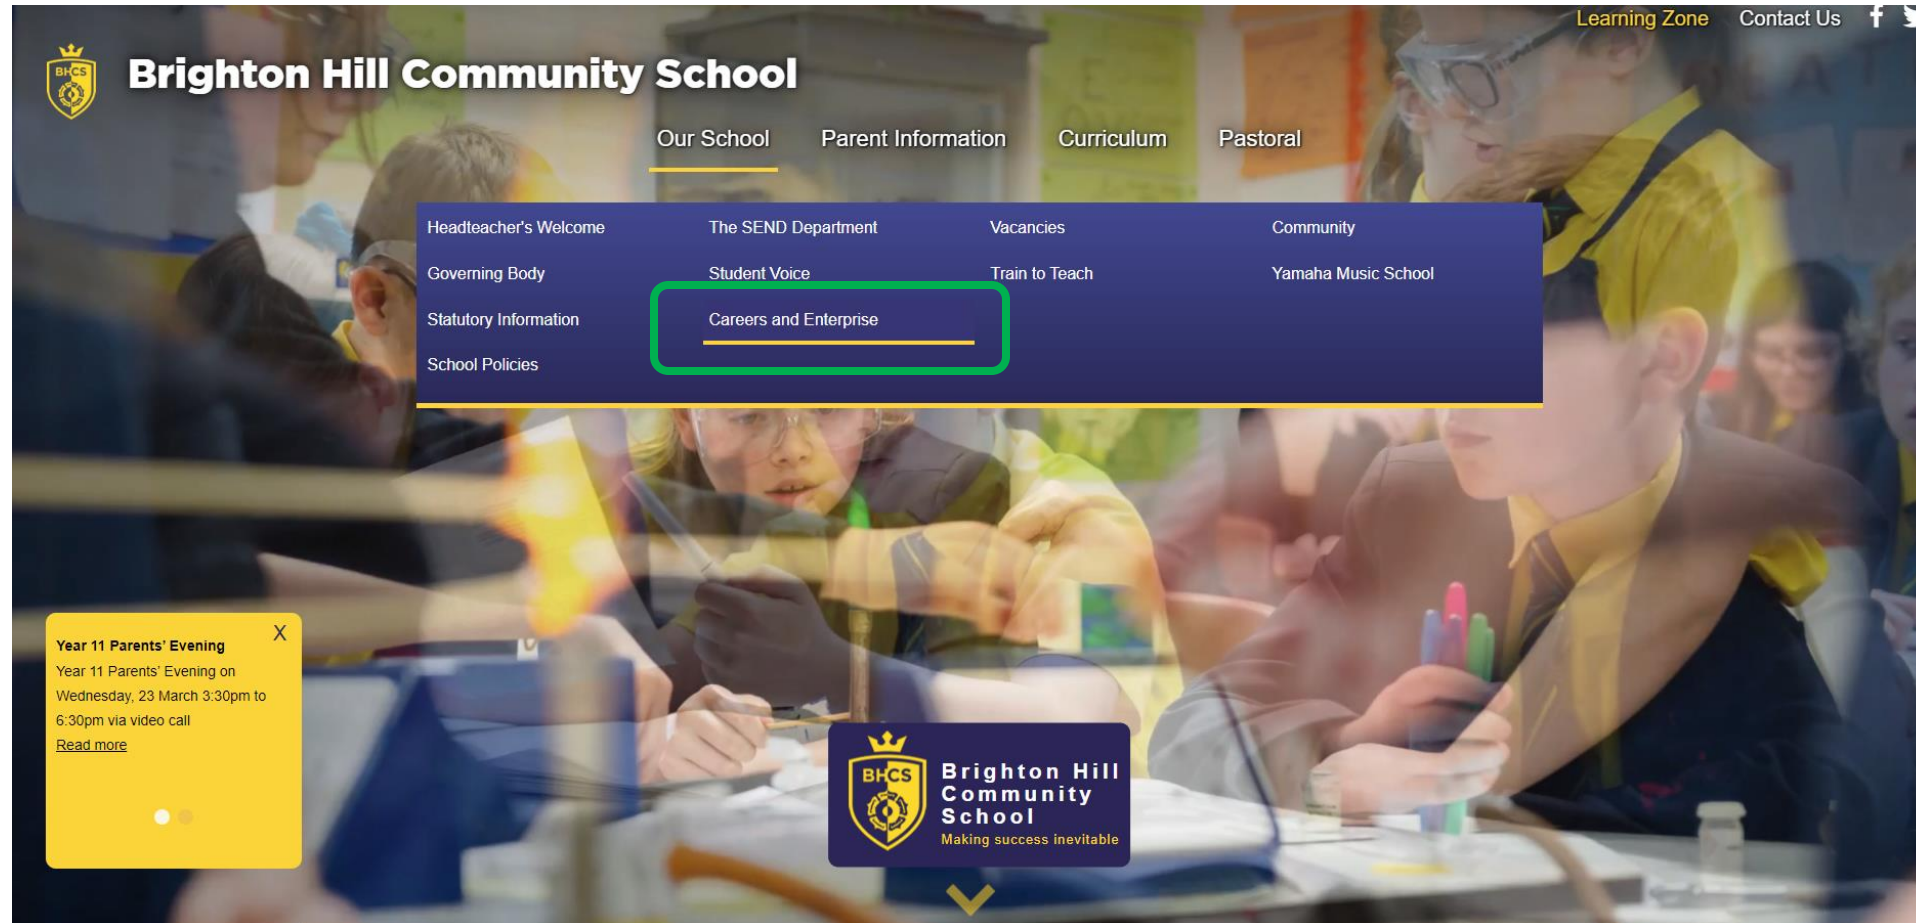 Learning Zone Contact Us
BHCS
Brighton Hill Community School
Our School Parent Information Curriculum Pastoral
Headteacher's Welcome The SEND Department Vacancies Community
Governing Body Student Voice Train to Teach Yamaha Music School
Statutory Information Careers and Enterprise
School Policies
X
Year 11 Parents' Evening
Year 11 Parents' Evening on
Wednesday, 23 March 3:30pm to
6:30pm via video call
Read more
BHCS
Brighton Hill
Community
School
Making success inevitable